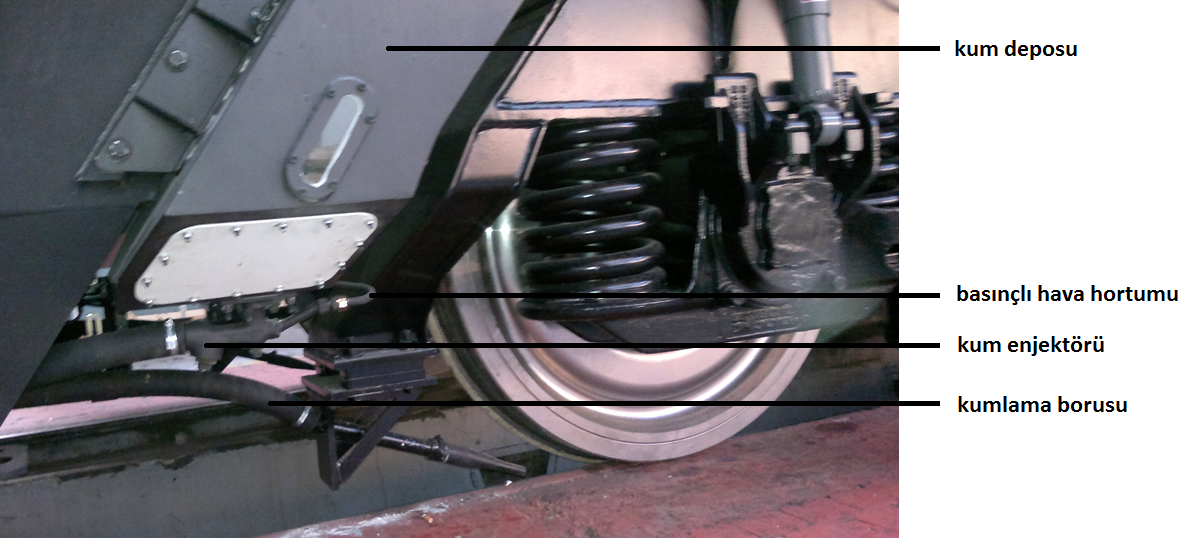 kum deposu
basınçlı hava hortumu
kum enjektörü
kumlama borusu